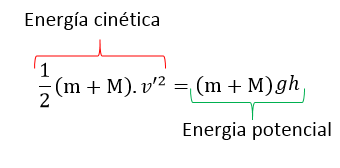 Energía cinética
1/2 (m + M). v'² = (m + M)gh
Energia potencial